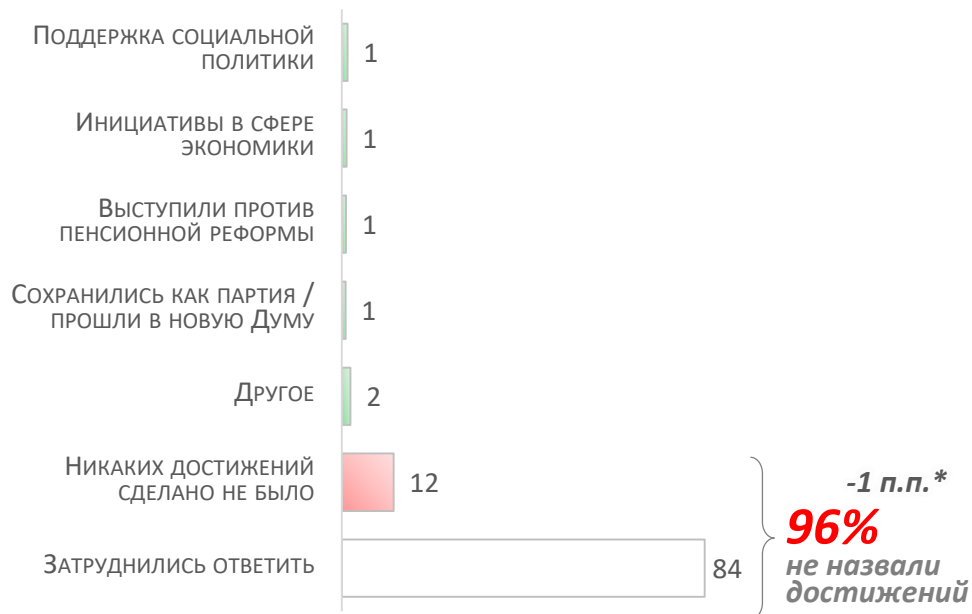 Поддержка социальной
политики
1
Инициативы в сфере
экономики
1
Выступили против
пенсионной реформы
1
Сохранились как партия /
прошли в новую Думу
1
Другое
2
Никаких достижений
сделано не было
12
Затруднились ответить
84
-1 п.п.*
96%
не назвали
достижений